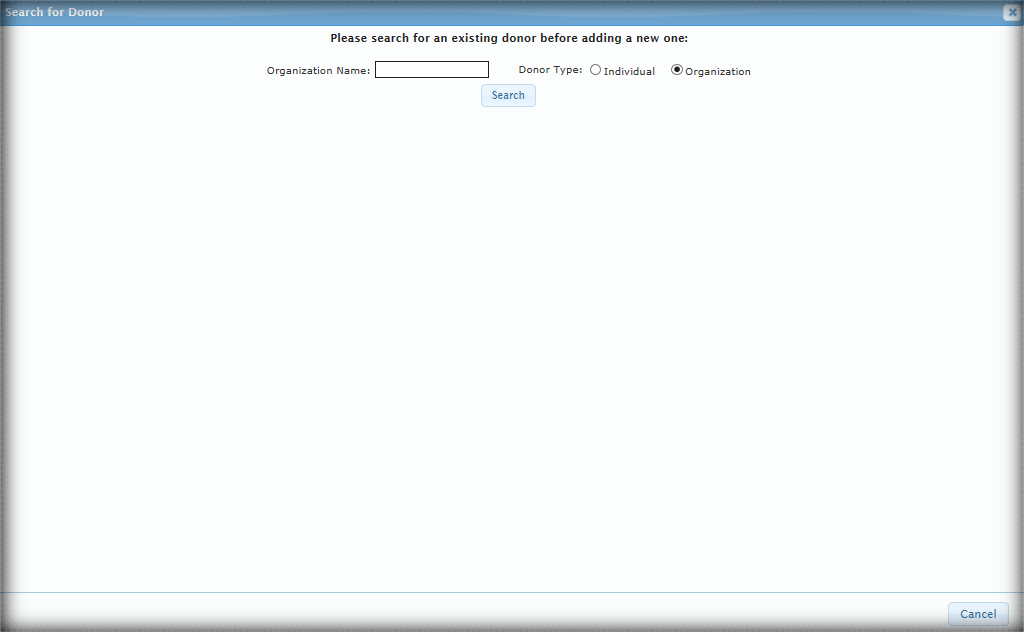 Search for Donor
Please search for an existing donor before adding a new one:
Organization Name: Donor Type: Individual Organization
Search
Cancel